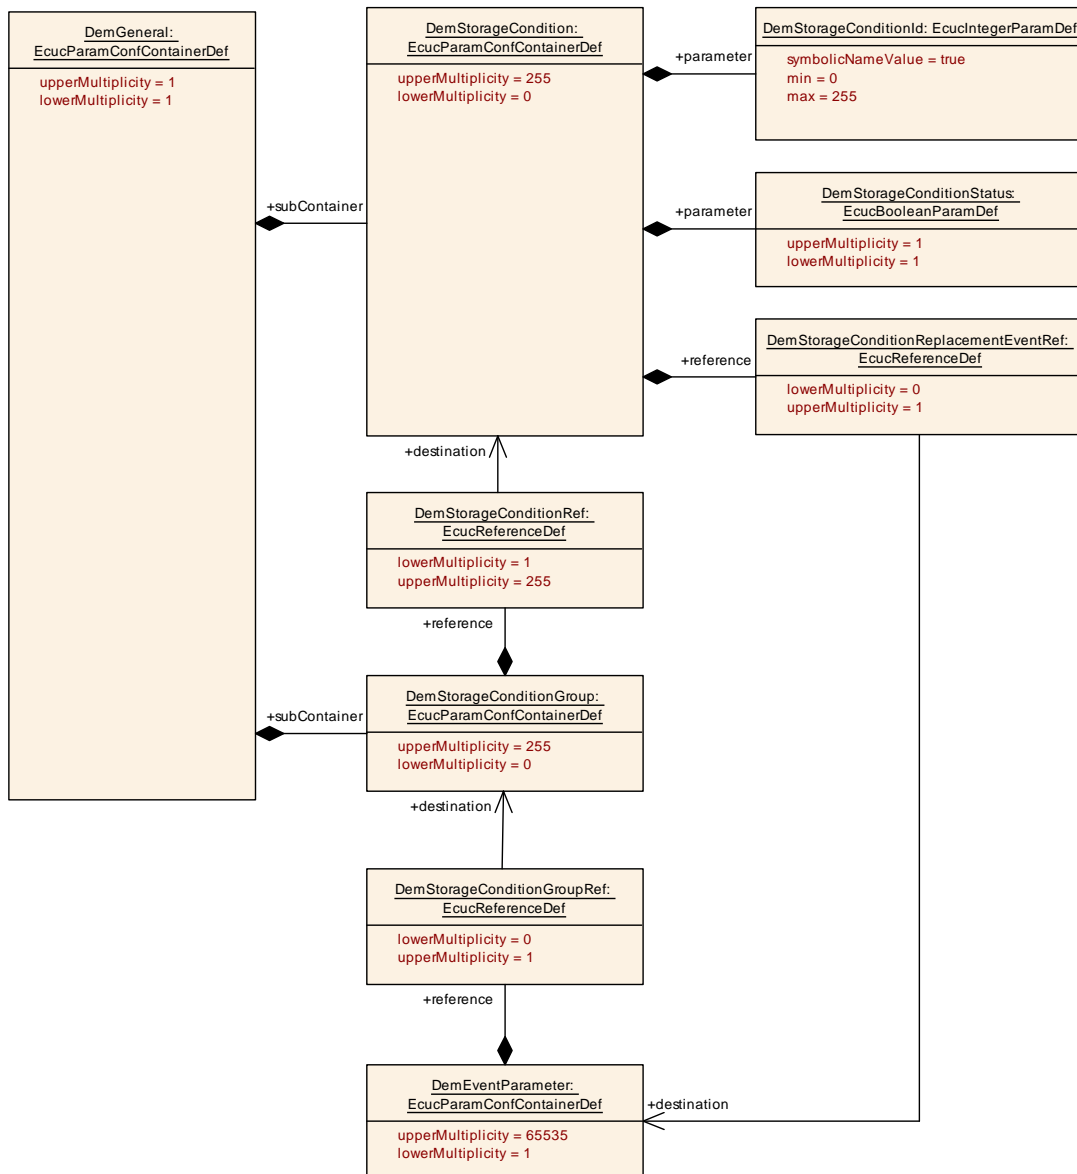 DemGeneral:
EcucParamConfContainerDef
upperMultiplicity = 1
lowerMultiplicity = 1
DemStorageCondition:
EcucParamConfContainerDef
upperMultiplicity = 255
lowerMultiplicity = 0
DemStorageConditionId: EcucIntegerParamDef
symbolicNameValue = true
min = 0
max = 255
+parameter
+subContainer
DemStorageConditionStatus:
EcucBooleanParamDef
upperMultiplicity = 1
lowerMultiplicity = 1
+parameter
DemStorageConditionReplacementEventRef:
EcucReferenceDef
lowerMultiplicity = 0
upperMultiplicity = 1
+reference
+destination
DemStorageConditionRef:
EcucReferenceDef
lowerMultiplicity = 1
upperMultiplicity = 255
+reference
DemStorageConditionGroup:
EcucParamConfContainerDef
upperMultiplicity = 255
lowerMultiplicity = 0
+subContainer
+destination
DemStorageConditionGroupRef:
EcucReferenceDef
lowerMultiplicity = 0
upperMultiplicity = 1
+reference
DemEventParameter:
EcucParamConfContainerDef
upperMultiplicity = 65535
lowerMultiplicity = 1
+destination